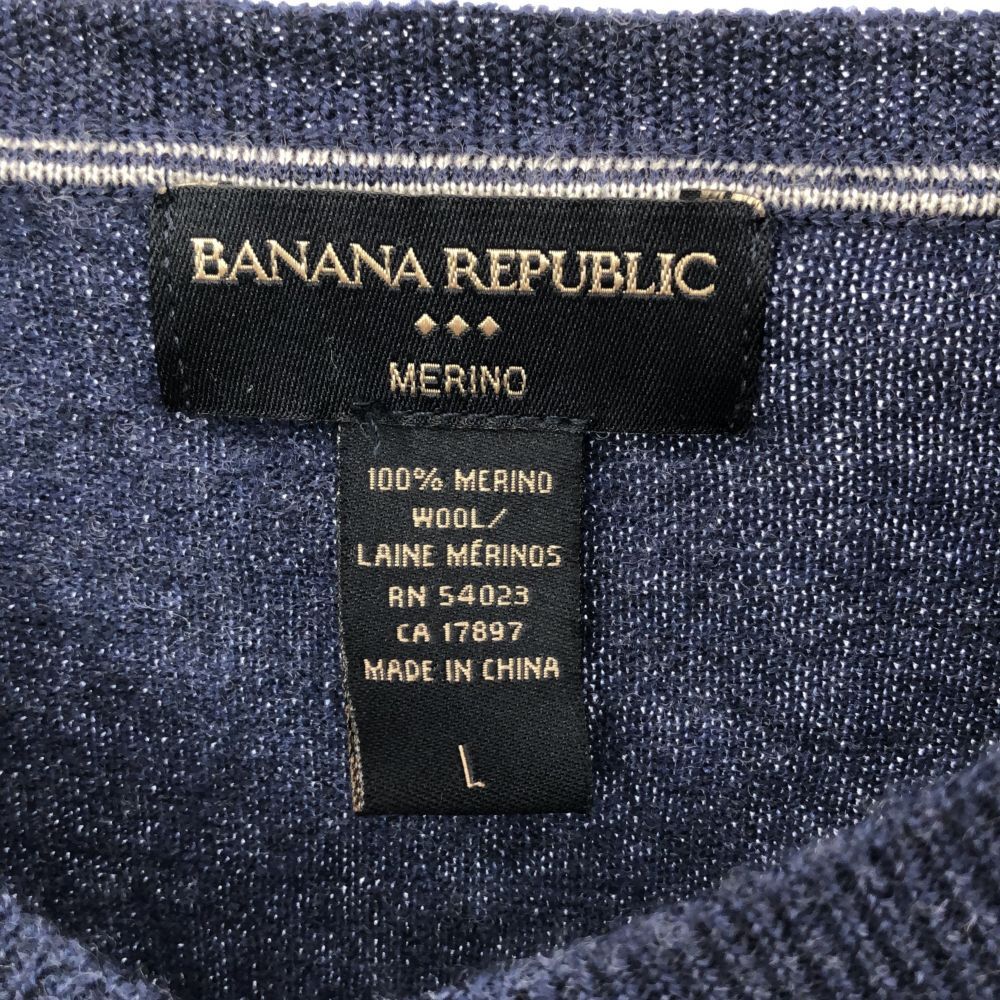 BANANA REPUBLIC
MERINO
100% MERINO
WOOL/
LAINE MÉRINOS
RN 54023
CA 17897
MADE IN CHINA
L